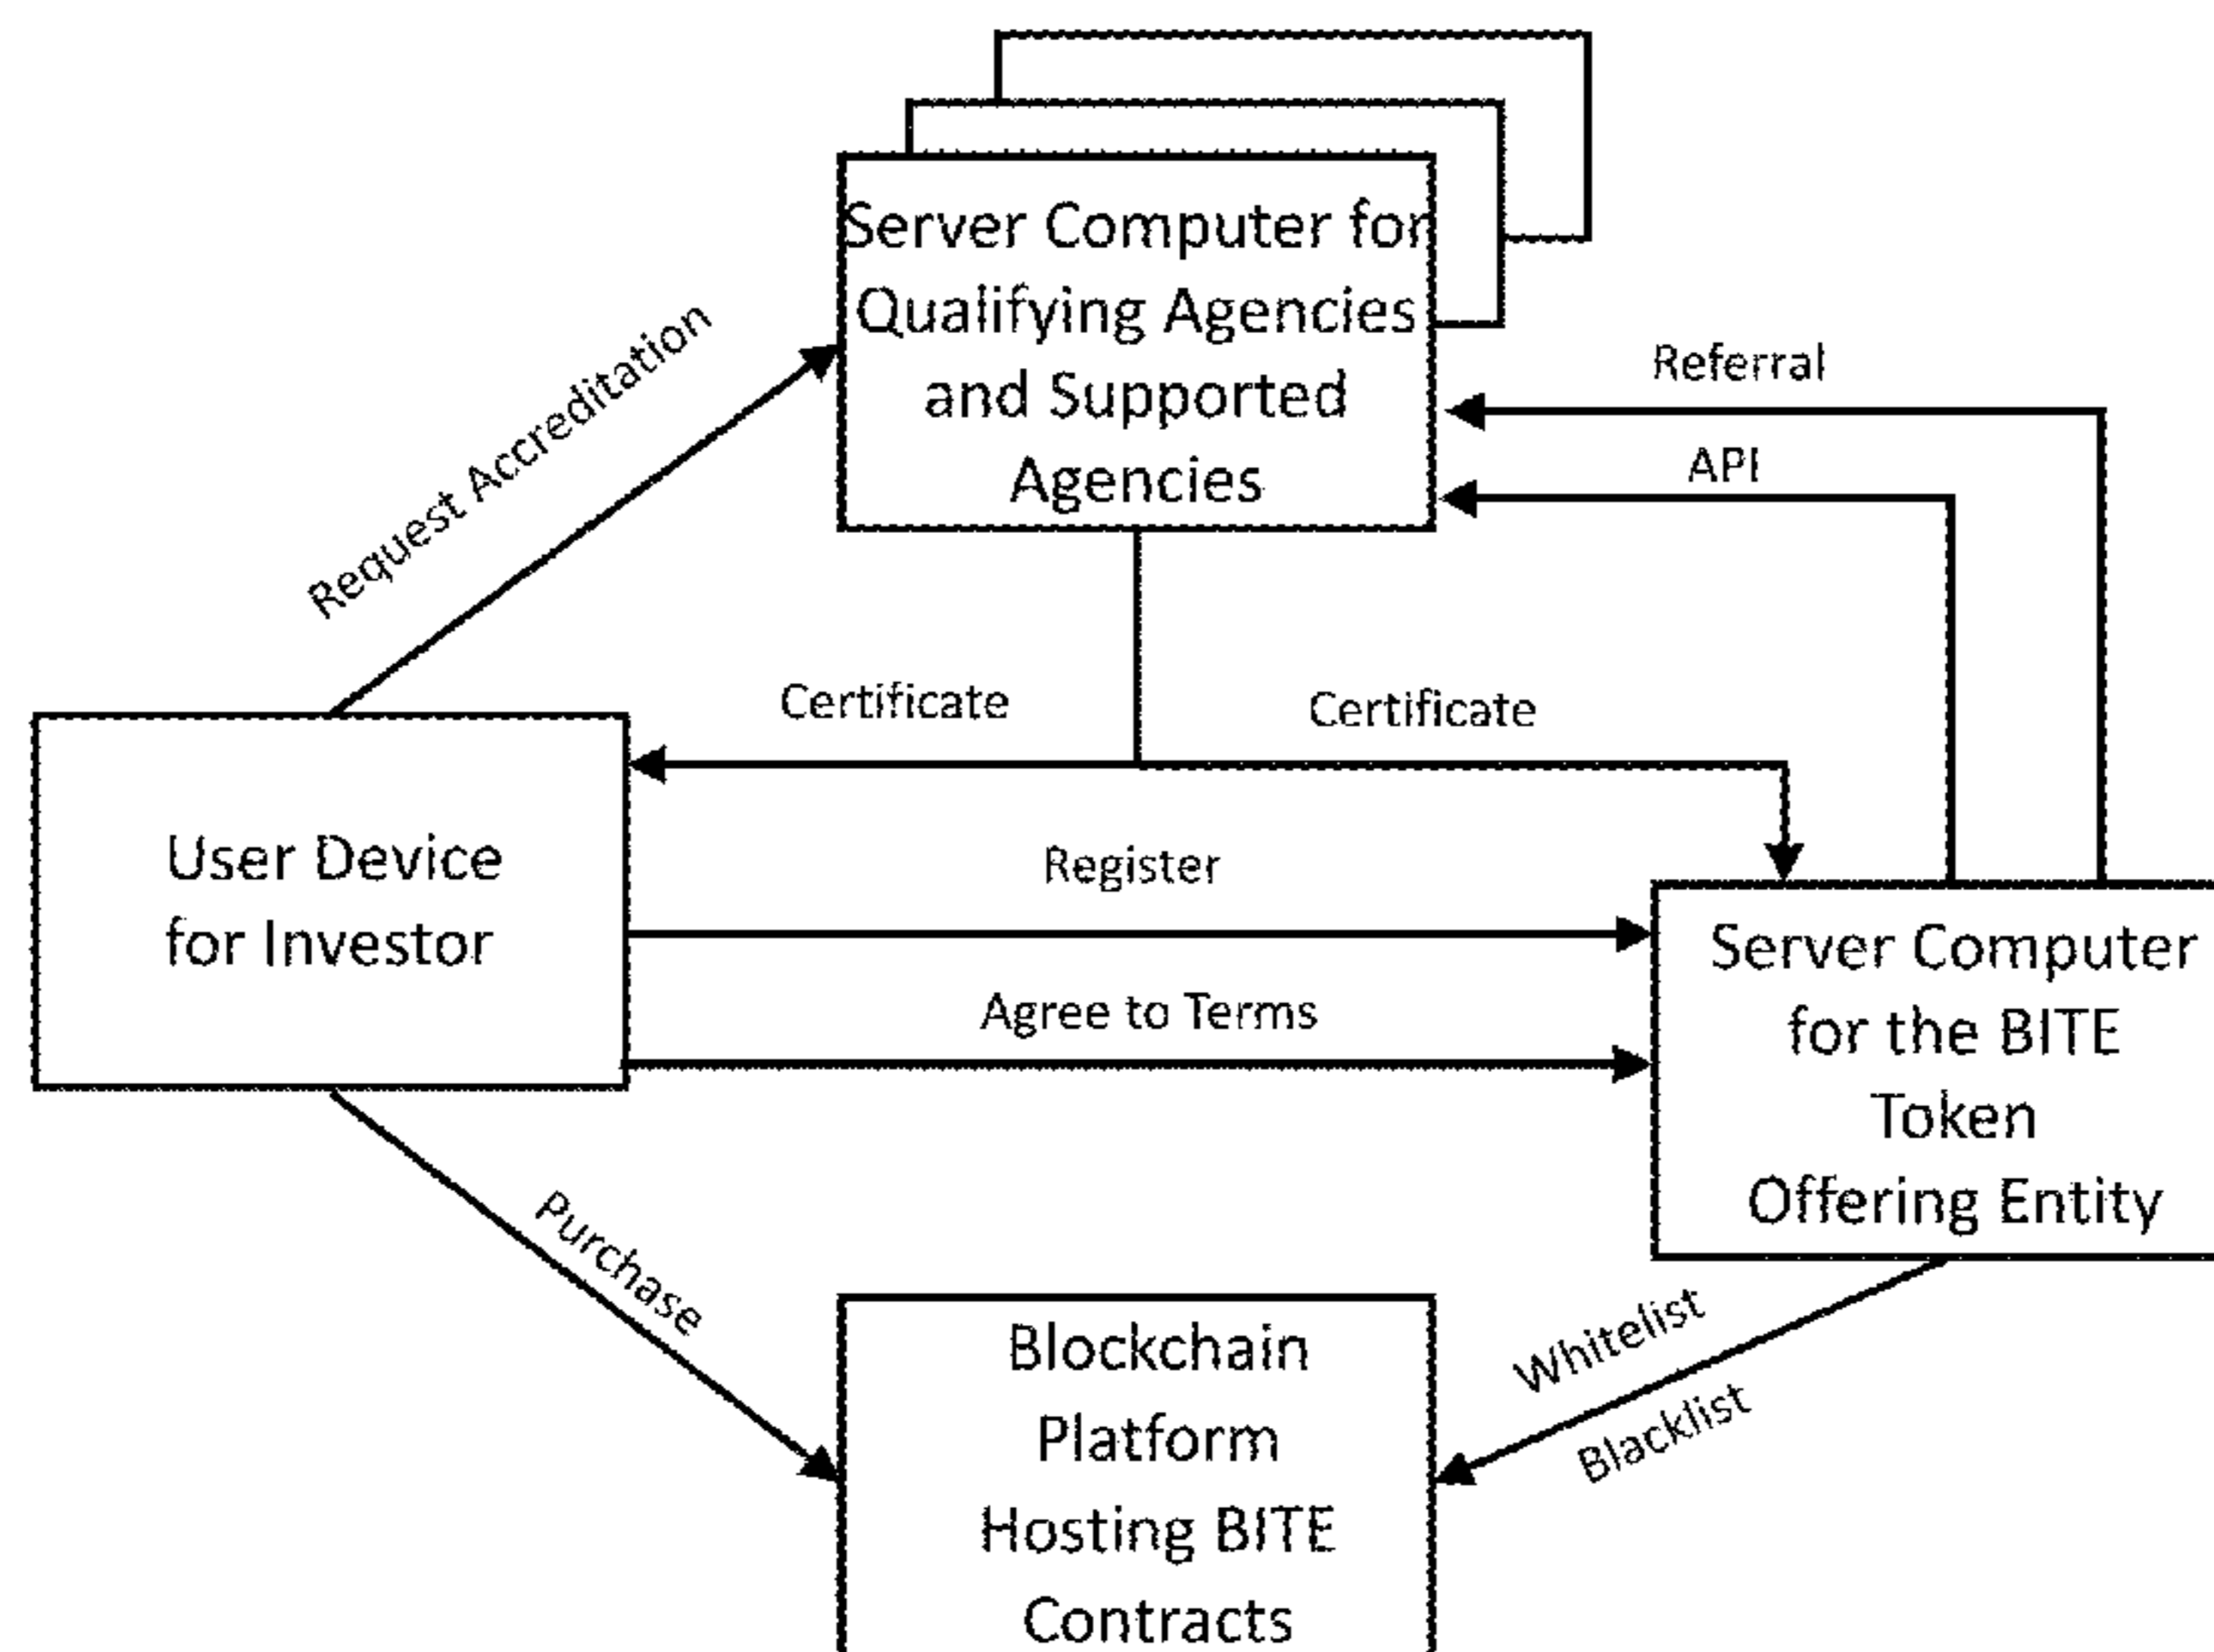 Server Computer for
Qualifying Agencies
and Supported
Agencies
Request Accreditation
Referral
API
Certificate
Certificate
User Device
for Investor
Register
Agree to Terms
Server Computer
for the BITE
Token
Offering Entity
Purchase
Whitelist
Blacklist
Blockchain
Platform
Hosting BITE
Contracts